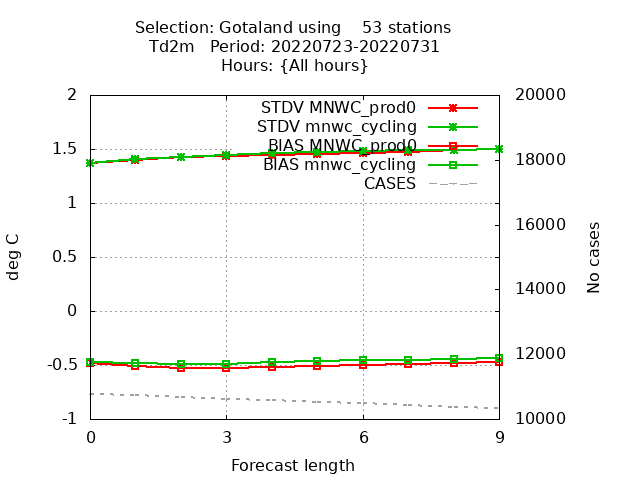 Selection: Gotaland using    53 stations
Td2m   Period: 20220723-20220731
Hours: {All hours}
2
1.5
1
0.5
0
-0.5
-1
deg C
STDV MNWC_prod0
STDV mnwc_cycling
BIAS MNWC_prod0
BIAS mnwc_cycling
CASES
20000
18000
16000
14000
12000
10000
No cases
0
3
6
9
Forecast length